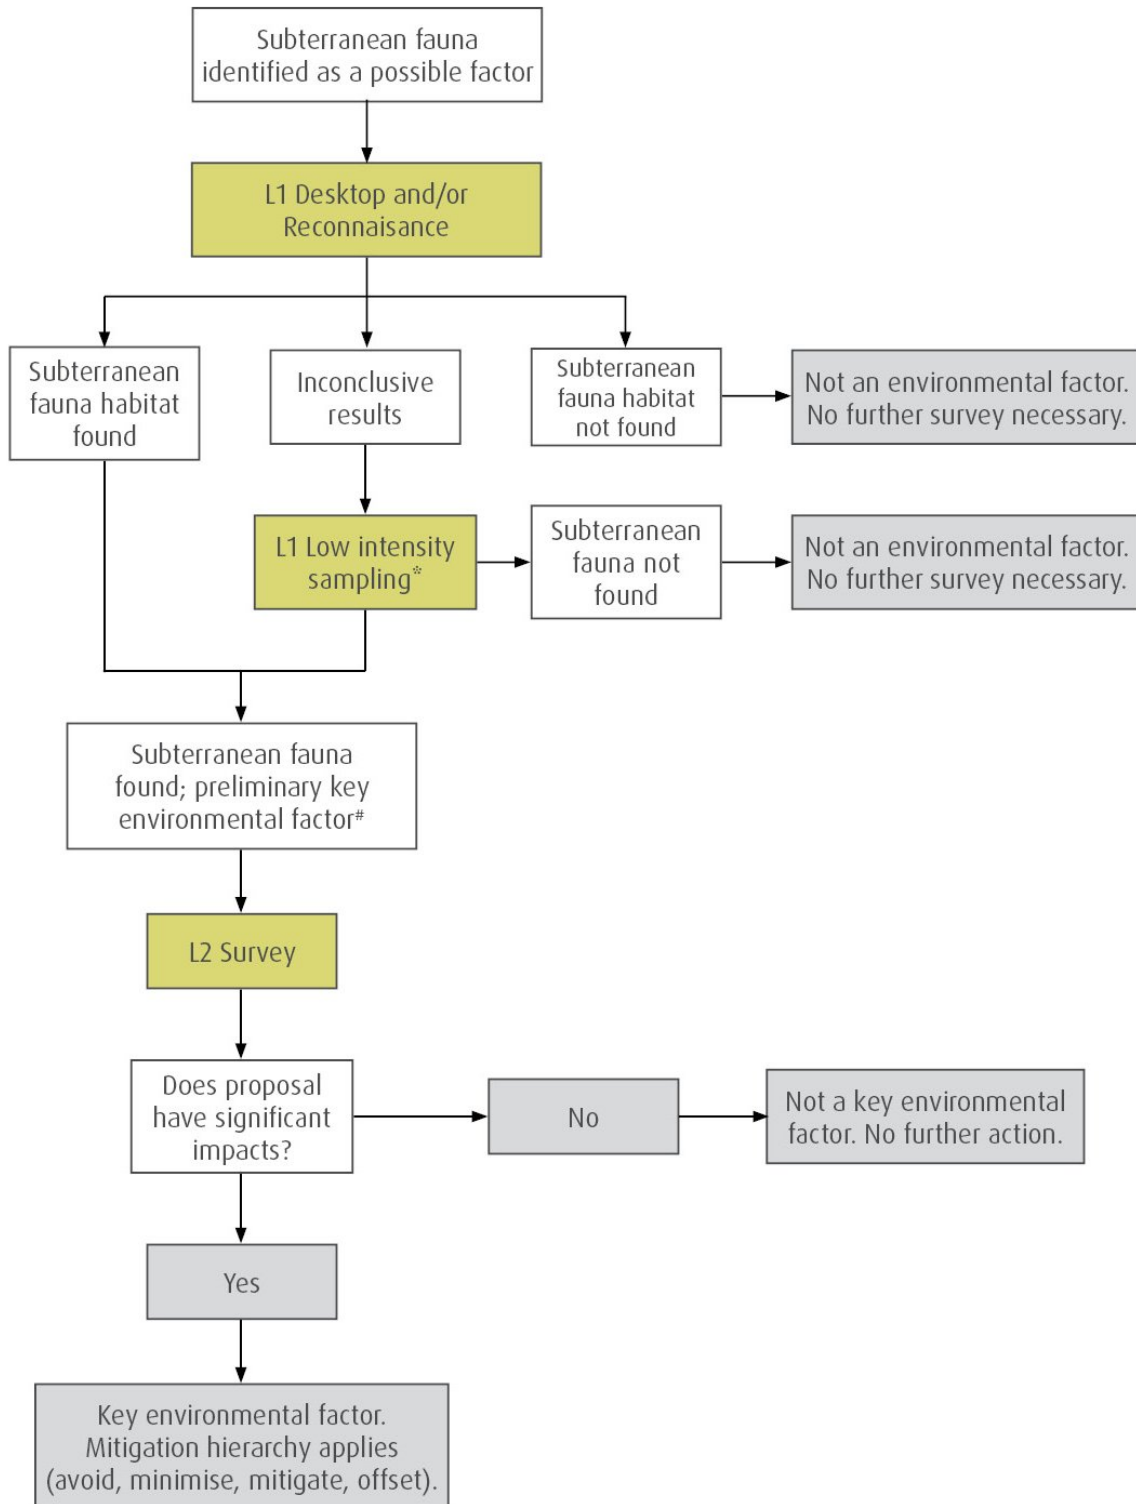 Subterranean fauna
identified as a possible factor
L1 Desktop and/or
Reconnaisance
Subterranean
fauna habitat
found
Inconclusive
results
Subterranean
fauna habitat
not found
Not an environmental factor.
No further survey necessary.
L1 Low intensity
sampling*
Subterranean
fauna not
found
Not an environmental factor.
No further survey necessary.
Subterranean fauna
found; preliminary key
environmental factor#
L2 Survey
Does proposal
have significant
impacts?
No
Not a key environmental
factor. No further action.
Yes
Key environmental factor.
Mitigation hierarchy applies
(avoid, minimise, mitigate, offset).